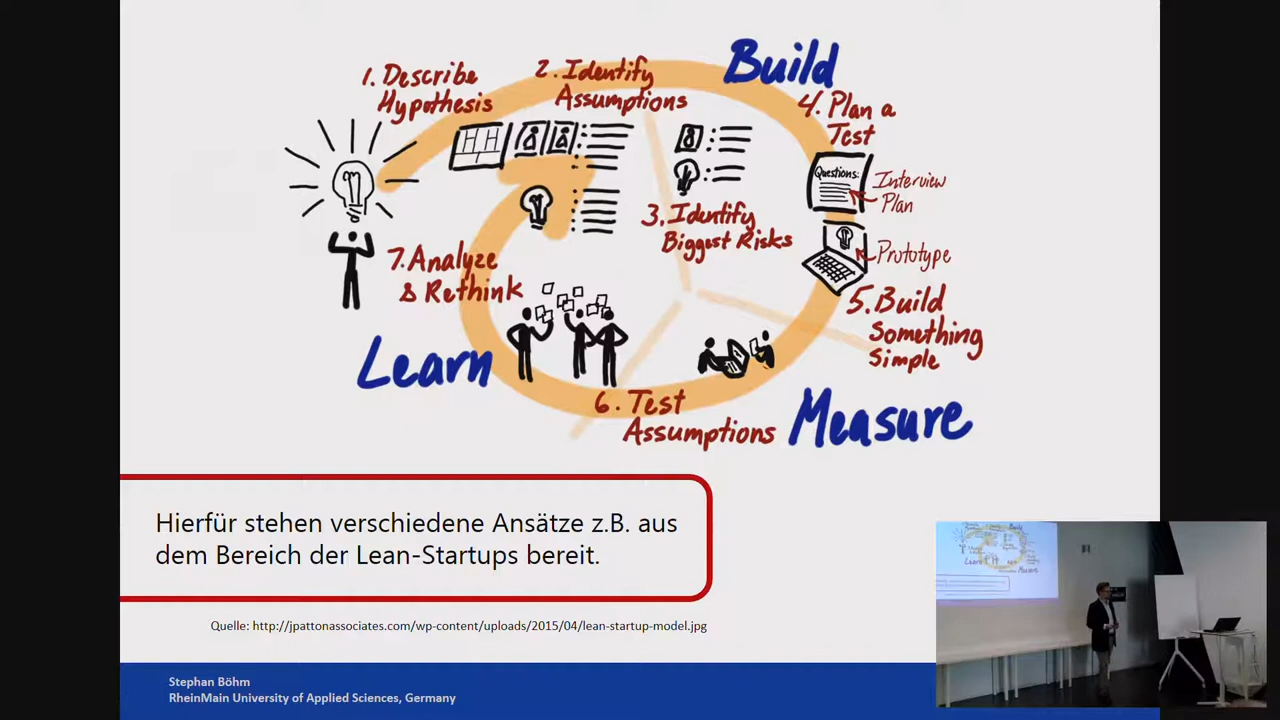 Build
1. Describe
Hypothesis
2. Identify
Assumptions
4. Plan a
Test
Questions:
Interview
Plan
3. Identify
Biggest Risks
Prototype
7. Analyze
& Rethink
5. Build
Something
Simple
Learn
6. Test
Assumptions
Measure
Hierfür stehen verschiedene Ansätze z.B. aus
dem Bereich der Lean-Startups bereit.
Quelle: http://jpattonassociates.com/wp-content/uploads/2015/04/lean-startup-model.jpg
Stephan Böhm
RheinMain University of Applied Sciences, Germany
Learn
Measure